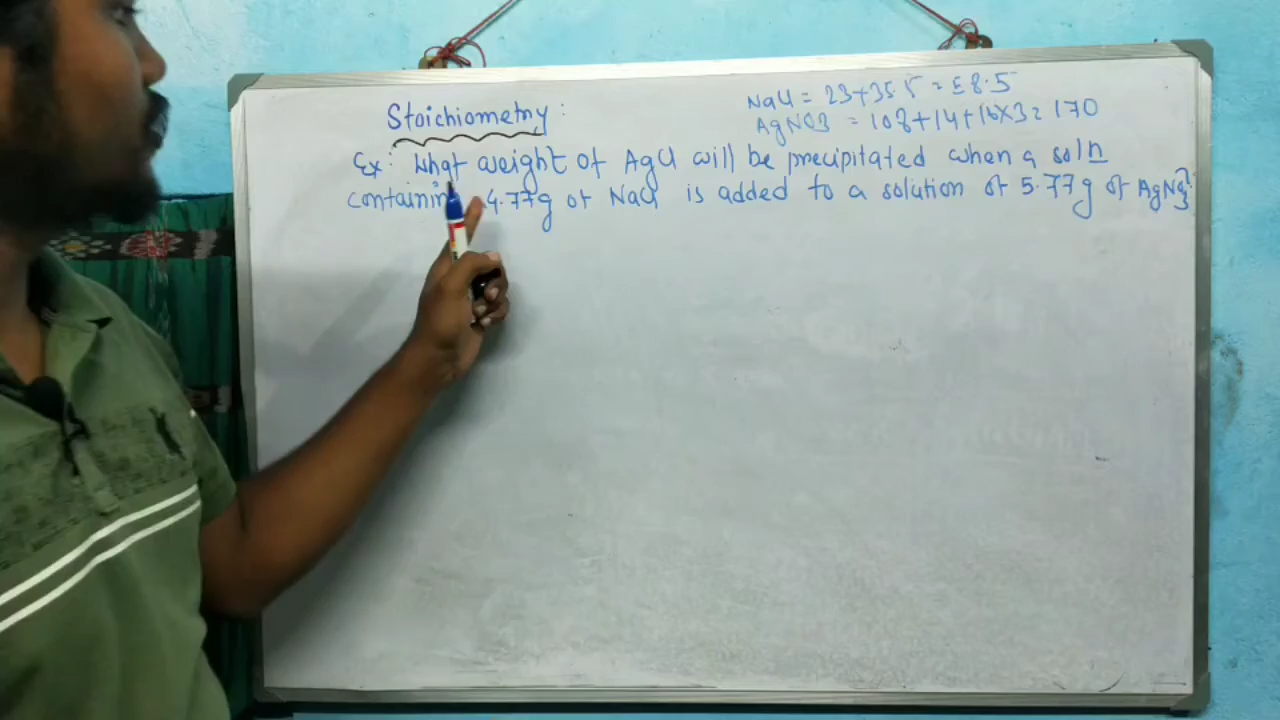 Stoichiometry :
NaCl = 23+35.5 = 58.5
AgNO3 = 108+14+16×3 = 170
Ex: What weight of AgCl will be precipitated when a soln
containing 4.77g of NaCl is added to a solution of 5.77g of AgNO3?